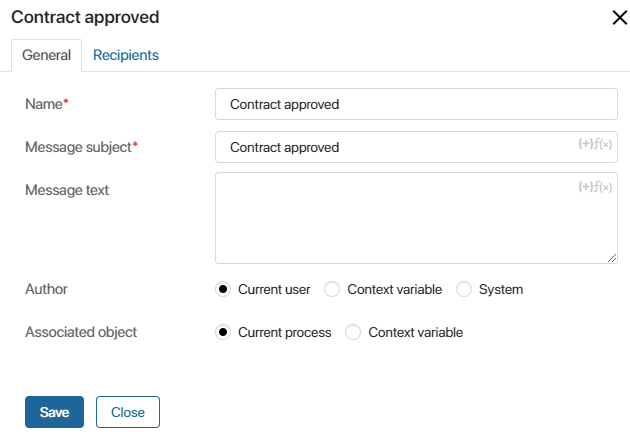 Contract approved
General Recipients
Name* Contract approved
Message subject* Contract approved {+}f(x)
Message text {+}f(x)
Author Current user Context variable System
Associated object Current process Context variable
Save Close